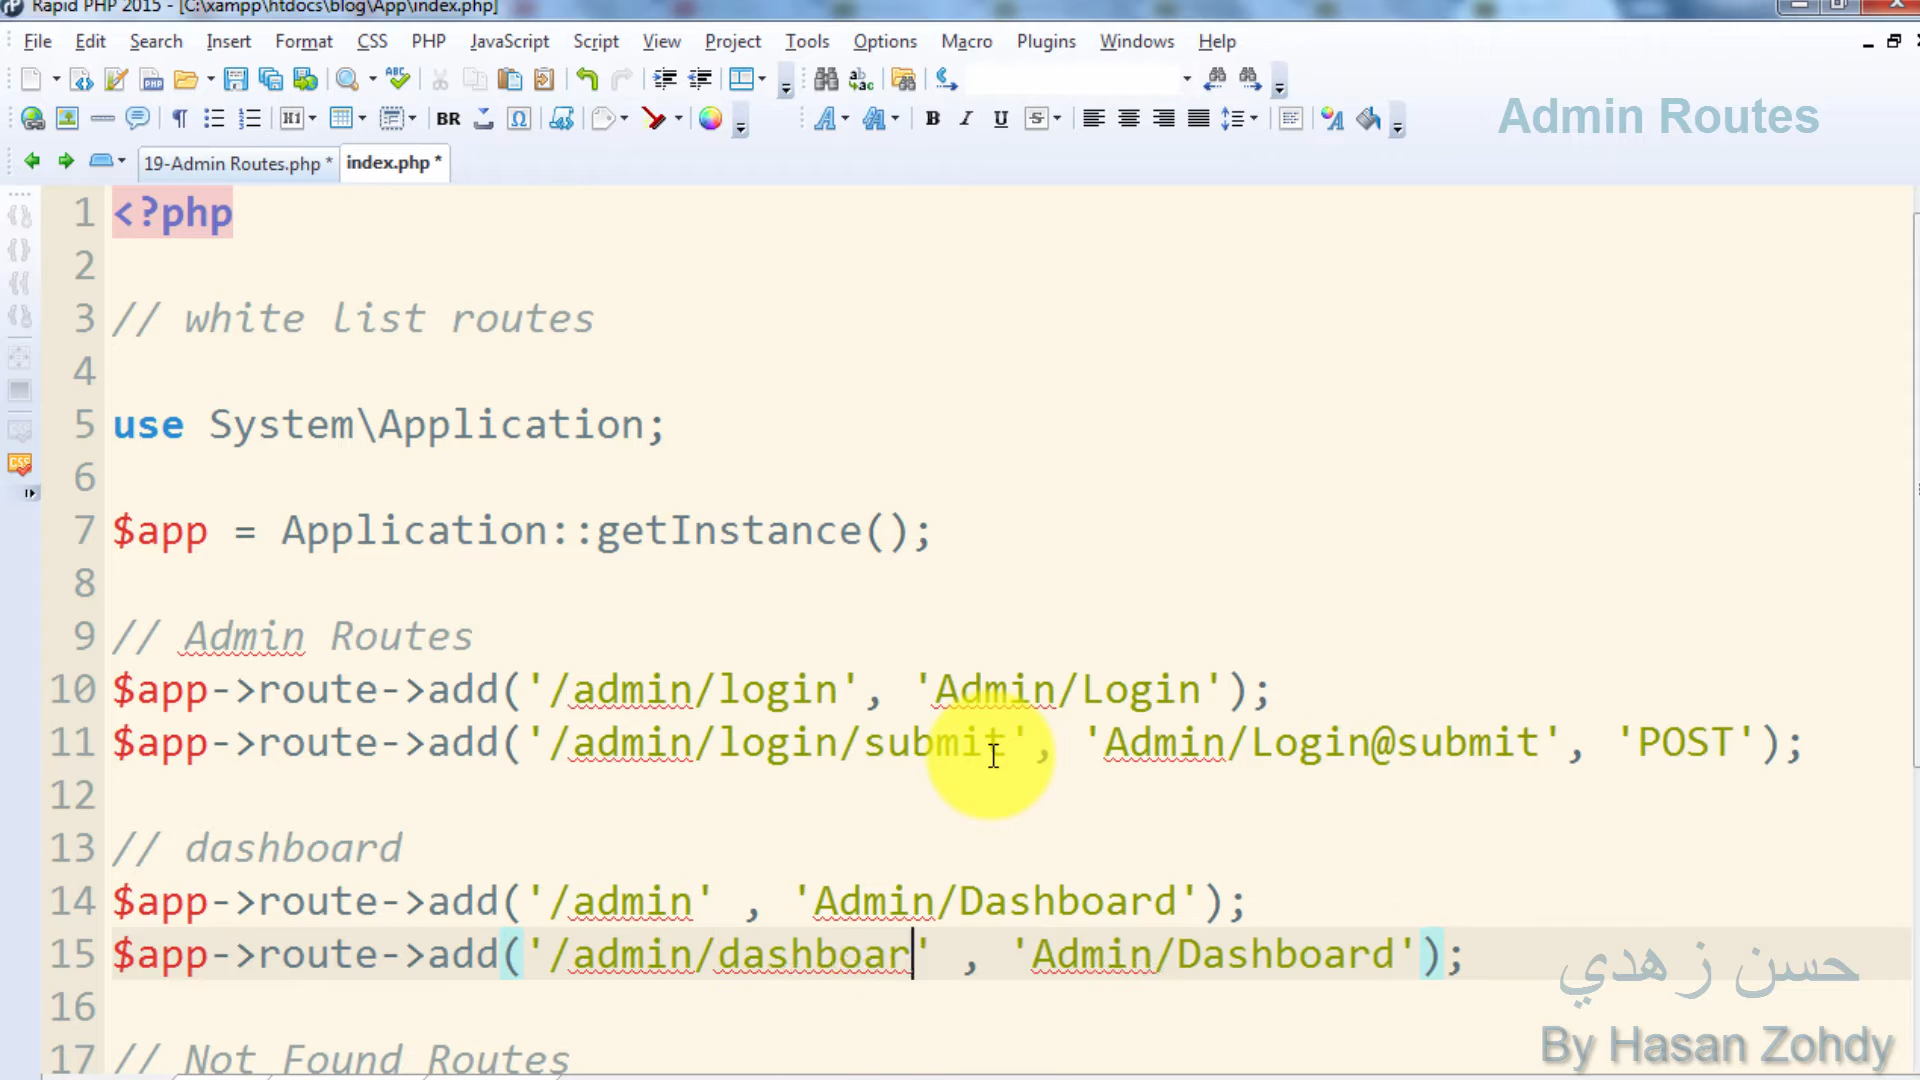 Rapid PHP 2015 - [C:\xampp\htdocs\blog\App\index.php]
File Edit Search Insert Format CSS PHP JavaScript Script View Project Tools Options Macro Plugins Windows Help
Admin Routes
19-Admin Routes.php * index.php *
1 <?php
2
3 // white list routes
4
5 use System\Application;
6
7 $app = Application::getInstance();
8
9 // Admin Routes
10 $app->route->add('/admin/login', 'Admin/Login');
11 $app->route->add('/admin/login/submit', 'Admin/Login@submit', 'POST');
12
13 // dashboard
14 $app->route->add('/admin' , 'Admin/Dashboard');
15 $app->route->add('/admin/dashboar' , 'Admin/Dashboard');
16
17 // Not Found Routes
حسن زهدي
By Hasan Zohdy